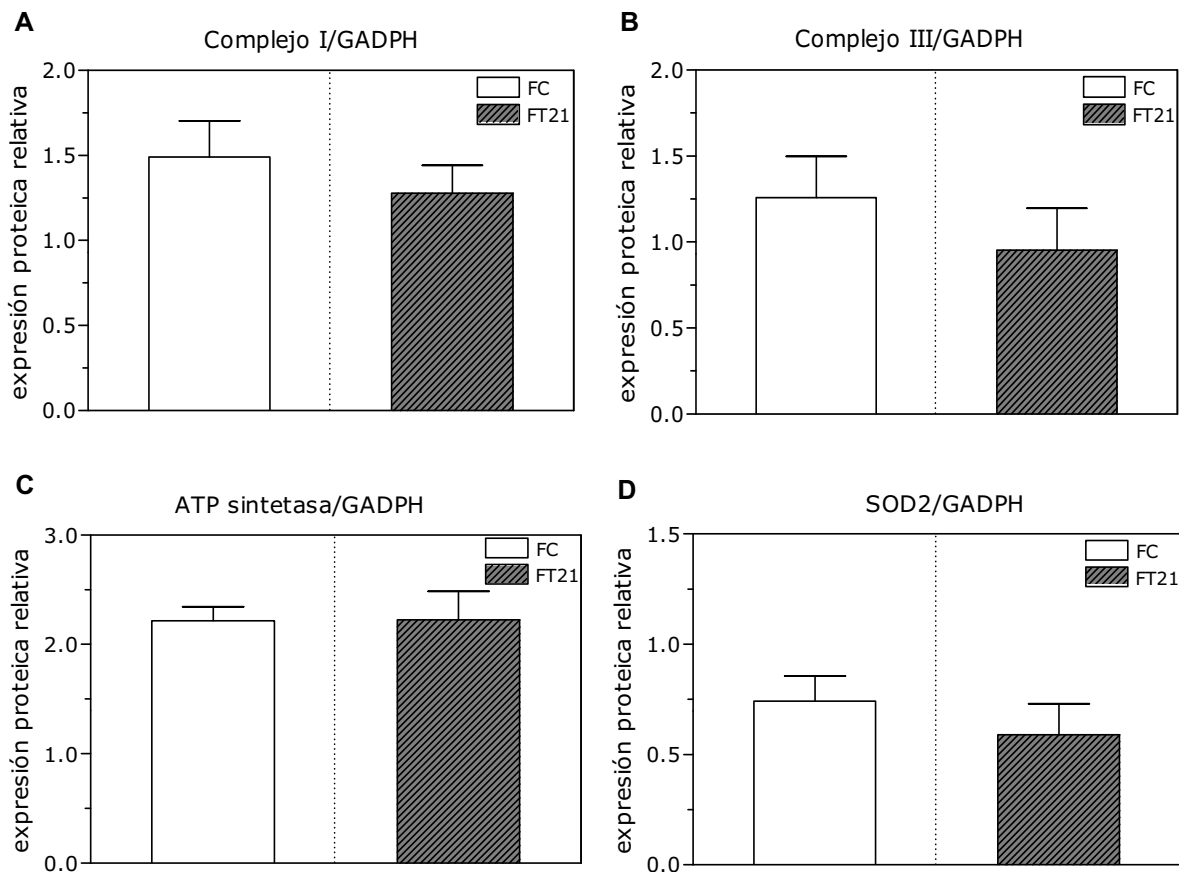 A
Complejo I/GADPH
expresión proteica relativa
2.0
1.5
1.0
0.5
0.0
FC
FT21
B
Complejo III/GADPH
expresión proteica relativa
2.0
1.5
1.0
0.5
0.0
FC
FT21
C
ATP sintetasa/GADPH
expresión proteica relativa
3.0
2.0
1.0
0.0
FC
FT21
D
SOD2/GADPH
expresión proteica relativa
1.5
1.0
0.5
0.0
FC
FT21